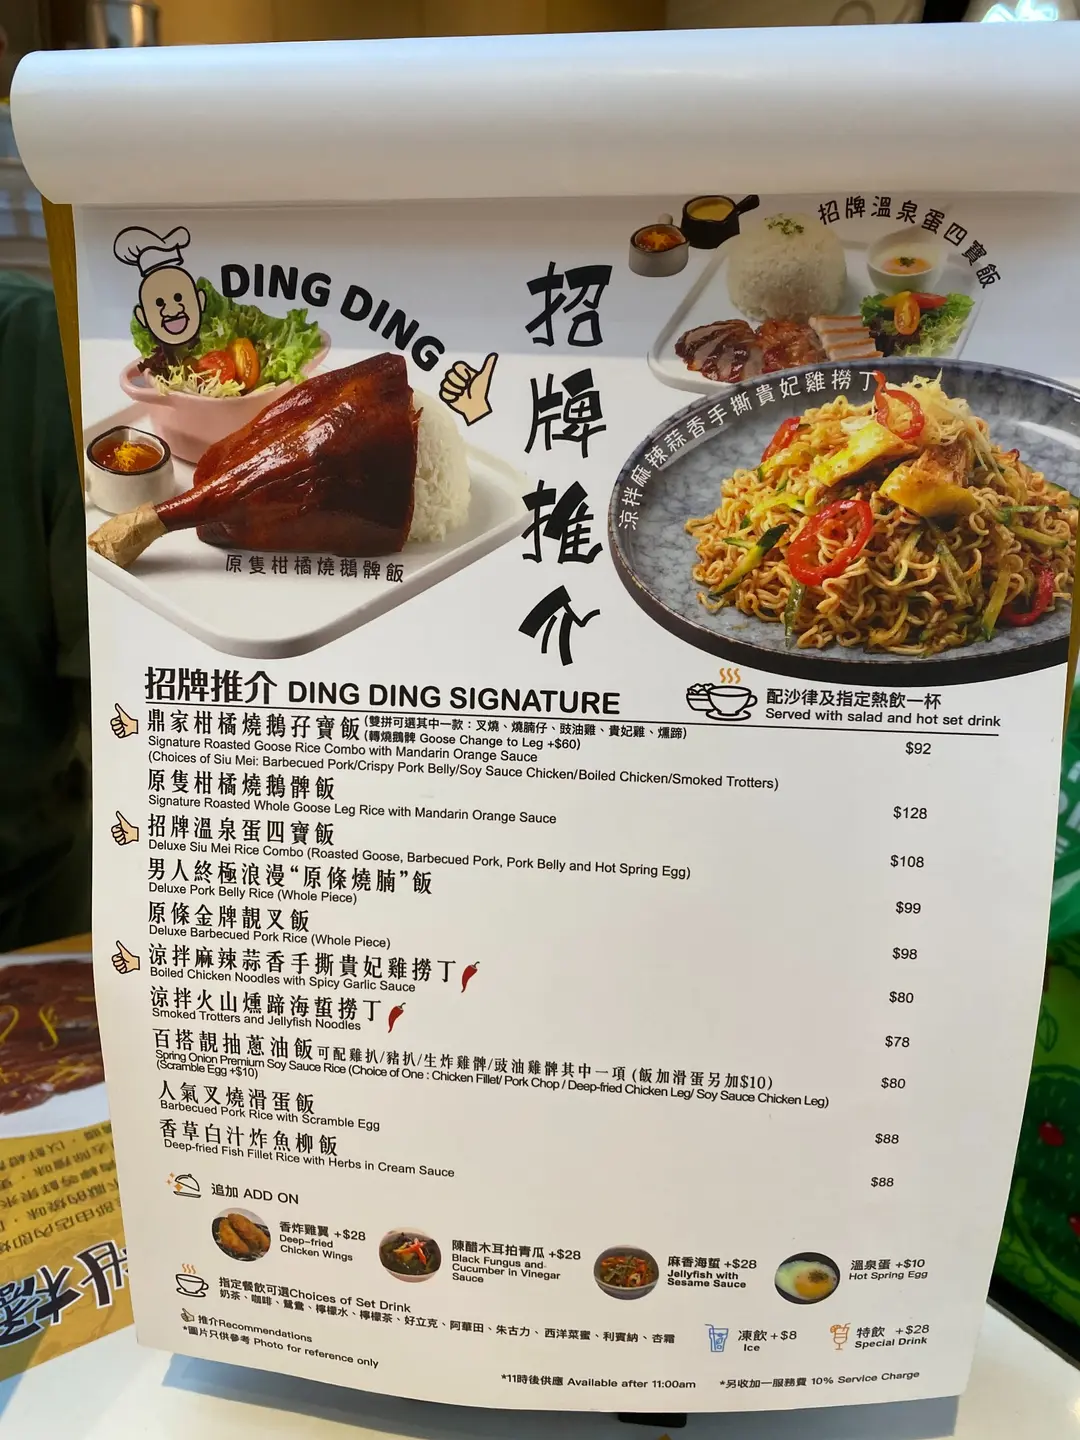 DING DING
招牌推介
招牌溫泉蛋四寶飯
涼拌麻辣蒜香手撕貴妃雞撈丁
原隻柑橘燒鵝髀飯
招牌推介 DING DING SIGNATURE
配沙律及指定熱飲一杯
Served with salad and hot set drink
鼎家柑橘燒鵝孖寶飯 (雙拼可選其中一款：叉燒、燒腩仔、豉油雞、貴妃雞、燻蹄)
(轉燒鵝髀 Goose Change to Leg +$60)
$92
Signature Roasted Goose Rice Combo with Mandarin Orange Sauce
(Choices of Siu Mei: Barbecued Pork/Crispy Pork Belly/Soy Sauce Chicken/Boiled Chicken/Smoked Trotters)
原隻柑橘燒鵝髀飯
Signature Roasted Whole Goose Leg Rice with Mandarin Orange Sauce
$128
招牌溫泉蛋四寶飯
Deluxe Siu Mei Rice Combo (Roasted Goose, Barbecued Pork, Pork Belly and Hot Spring Egg)
$108
男人終極浪漫“原條燒腩”飯
Deluxe Pork Belly Rice (Whole Piece)
$99
原條金牌靚叉飯
Deluxe Barbecued Pork Rice (Whole Piece)
$98
涼拌麻辣蒜香手撕貴妃雞撈丁
Boiled Chicken Noodles with Spicy Garlic Sauce
$80
涼拌火山燻蹄海蜇撈丁
Smoked Trotters and Jellyfish Noodles
$78
百搭靚抽蔥油飯 可配雞扒/豬扒/生炸雞髀/豉油雞髀其中一項 (飯加滑蛋另加$10)
Spring Onion Premium Soy Sauce Rice (Choice of One : Chicken Fillet/ Pork Chop / Deep-fried Chicken Leg/ Soy Sauce Chicken Leg)
(Scramble Egg +$10)
$80
人氣叉燒滑蛋飯
Barbecued Pork Rice with Scramble Egg
$88
香草白汁炸魚柳飯
Deep-fried Fish Fillet Rice with Herbs in Cream Sauce
$88
追加 ADD ON
香炸雞翼 +$28
Deep-fried
Chicken Wings
陳醋木耳拍青瓜 +$28
Black Fungus and
Cucumber in Vinegar
Sauce
麻香海蜇 +$28
Jellyfish with
Sesame Sauce
溫泉蛋 +$10
Hot Spring Egg
指定餐飲可選Choices of Set Drink
奶茶、咖啡、鴛鴦、檸檬水、檸檬茶、好立克、阿華田、朱古力、西洋菜蜜、利賓納、杏霜
凍飲 +$8
Ice
特飲 +$28
Special Drink
推介Recommendations
*圖片只供參考 Photo for reference only
*11時後供應 Available after 11:00am
*另收加一服務費 10% Service Charge